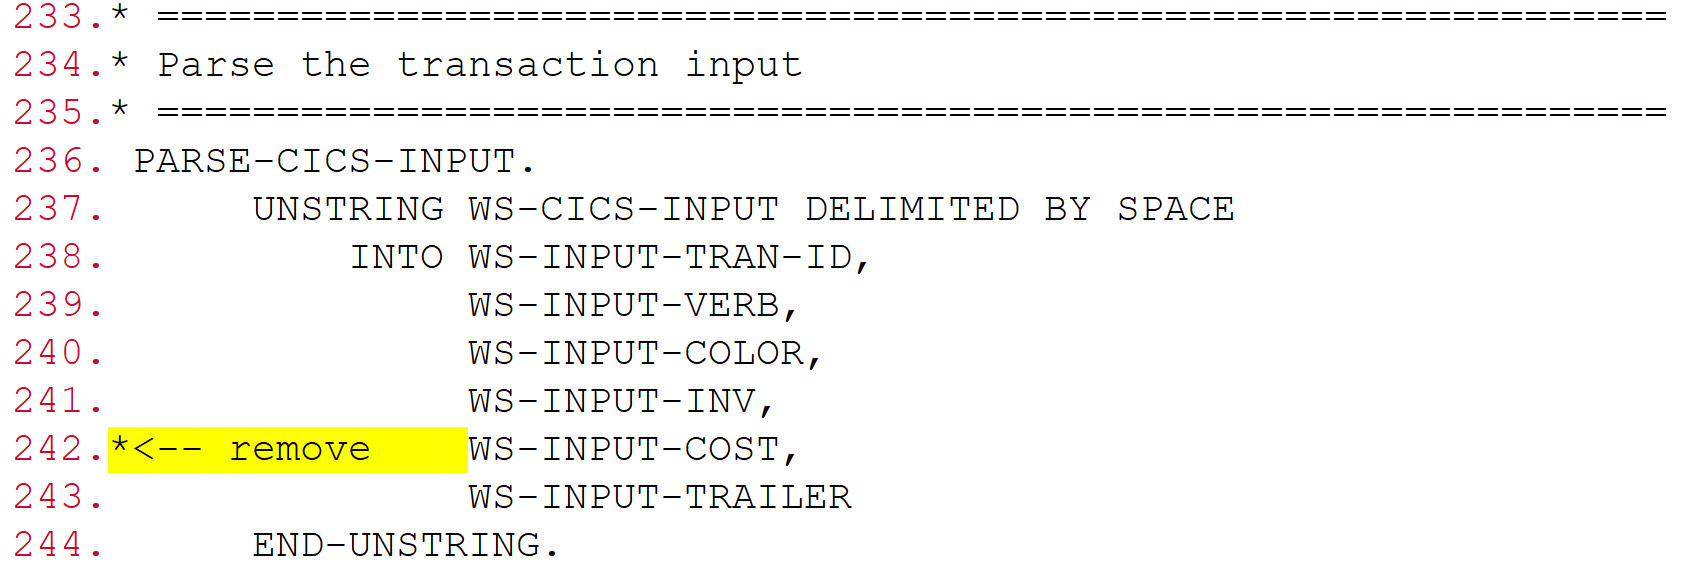 233.* ===============================================================
234.* Parse the transaction input
235.* ===============================================================
236. PARSE-CICS-INPUT.
237.      UNSTRING WS-CICS-INPUT DELIMITED BY SPACE
238.          INTO WS-INPUT-TRAN-ID,
239.               WS-INPUT-VERB,
240.               WS-INPUT-COLOR,
241.               WS-INPUT-INV,
242.*<-- remove    WS-INPUT-COST,
243.               WS-INPUT-TRAILER
244.      END-UNSTRING.